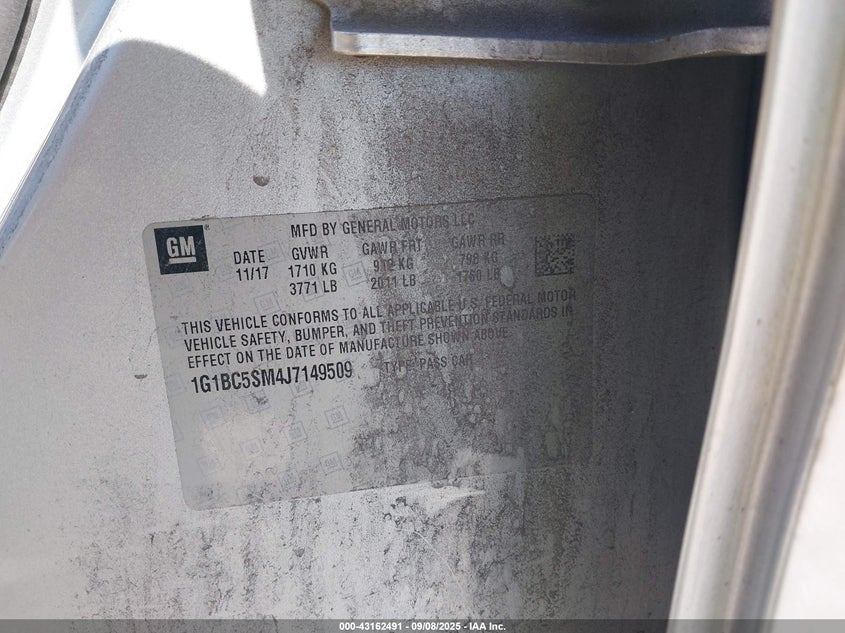 GM
MFD BY GENERAL MOTORS LLC
DATE GVWR GAWR FRT GAWR RR
11/17 1710 KG 912 KG 798 KG
3771 LB 2011 LB 1760 LB
THIS VEHICLE CONFORMS TO ALL APPLICABLE U.S. FEDERAL MOTOR
VEHICLE SAFETY, BUMPER, AND THEFT PREVENTION STANDARDS IN
EFFECT ON THE DATE OF MANUFACTURE SHOWN ABOVE.
1G1BC5SM4J7149509 TYPE: PASS CAR
000-43162491 - 09/08/2025 - IAA Inc.